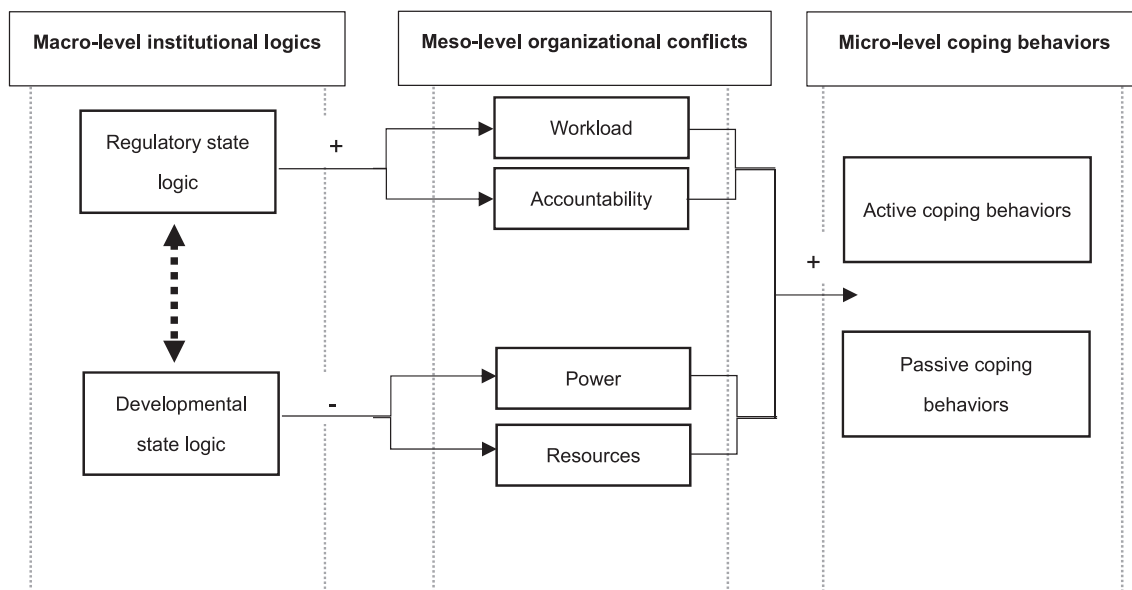 Macro-level institutional logics
Meso-level organizational conflicts
Micro-level coping behaviors
Regulatory state
logic
+
Workload
Accountability
Active coping behaviors
+
Developmental
state logic
-
Power
Resources
Passive coping
behaviors